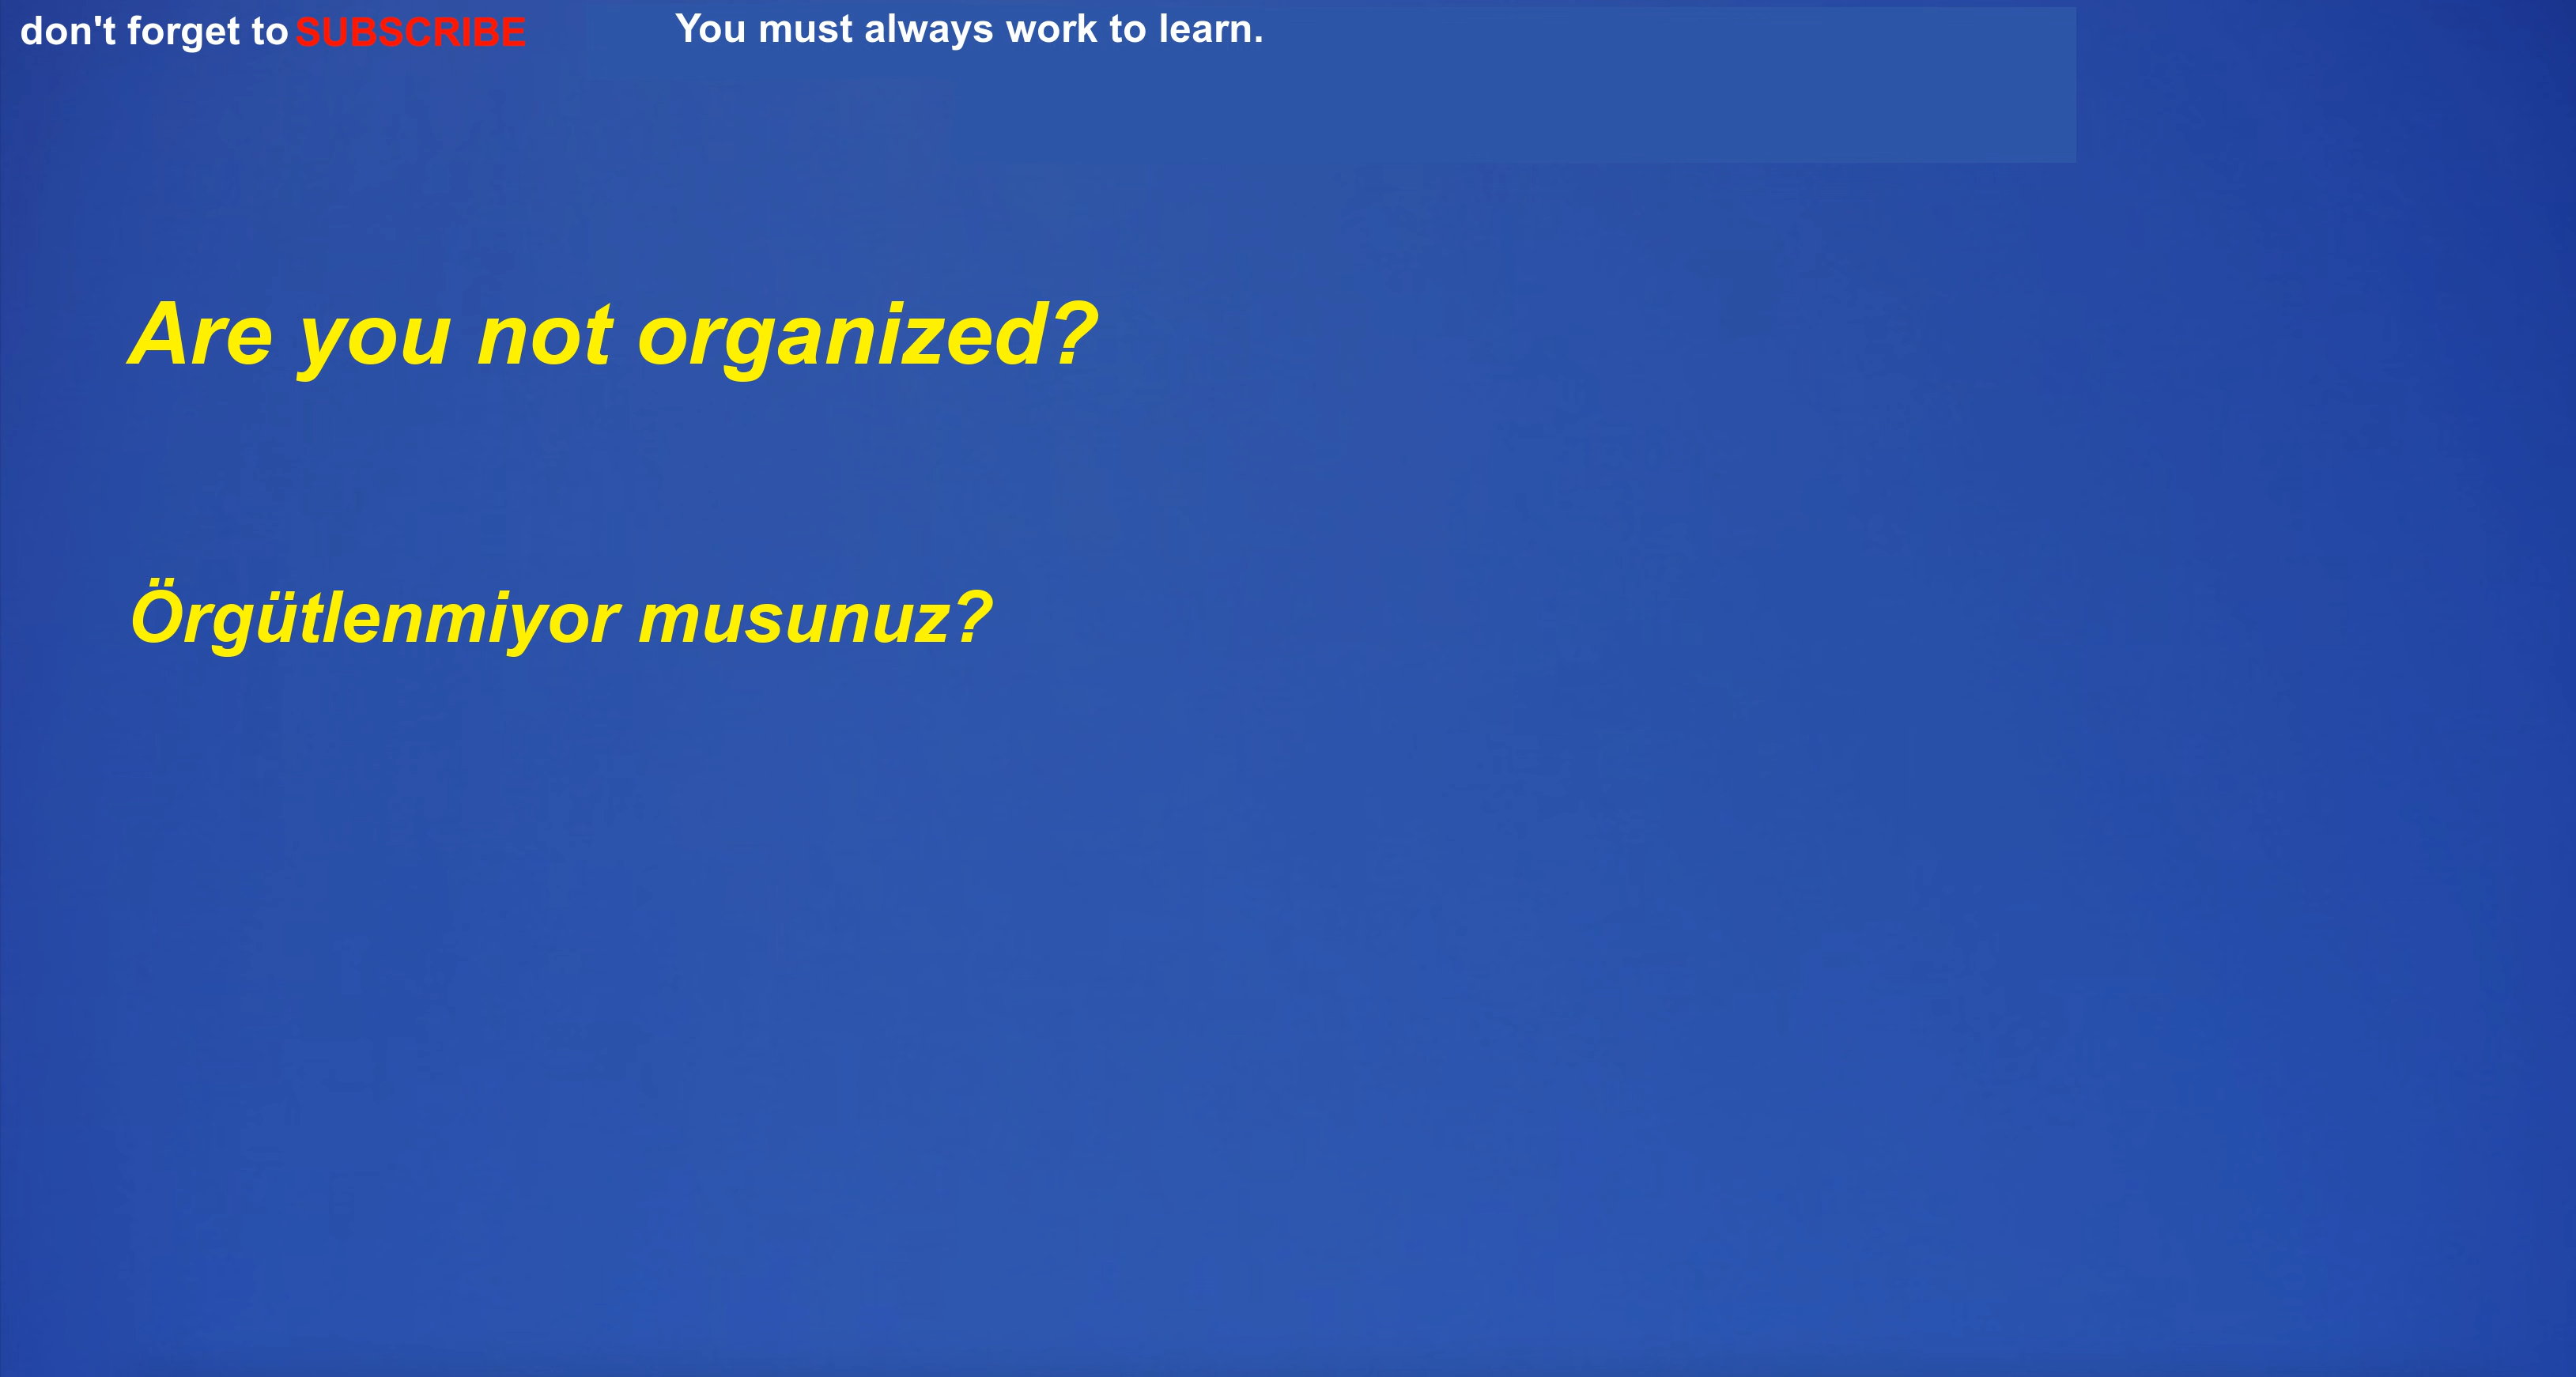 don't forget to SUBSCRIBE You must always work to learn.
Are you not organized?
Örgütlenmiyor musunuz?